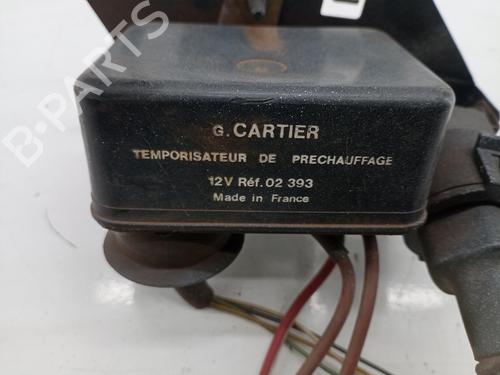 G. CARTIER
TEMPORISATEUR DE PRECHAUFFAGE
12V Réf. 02 393
Made in France
B-PARTS